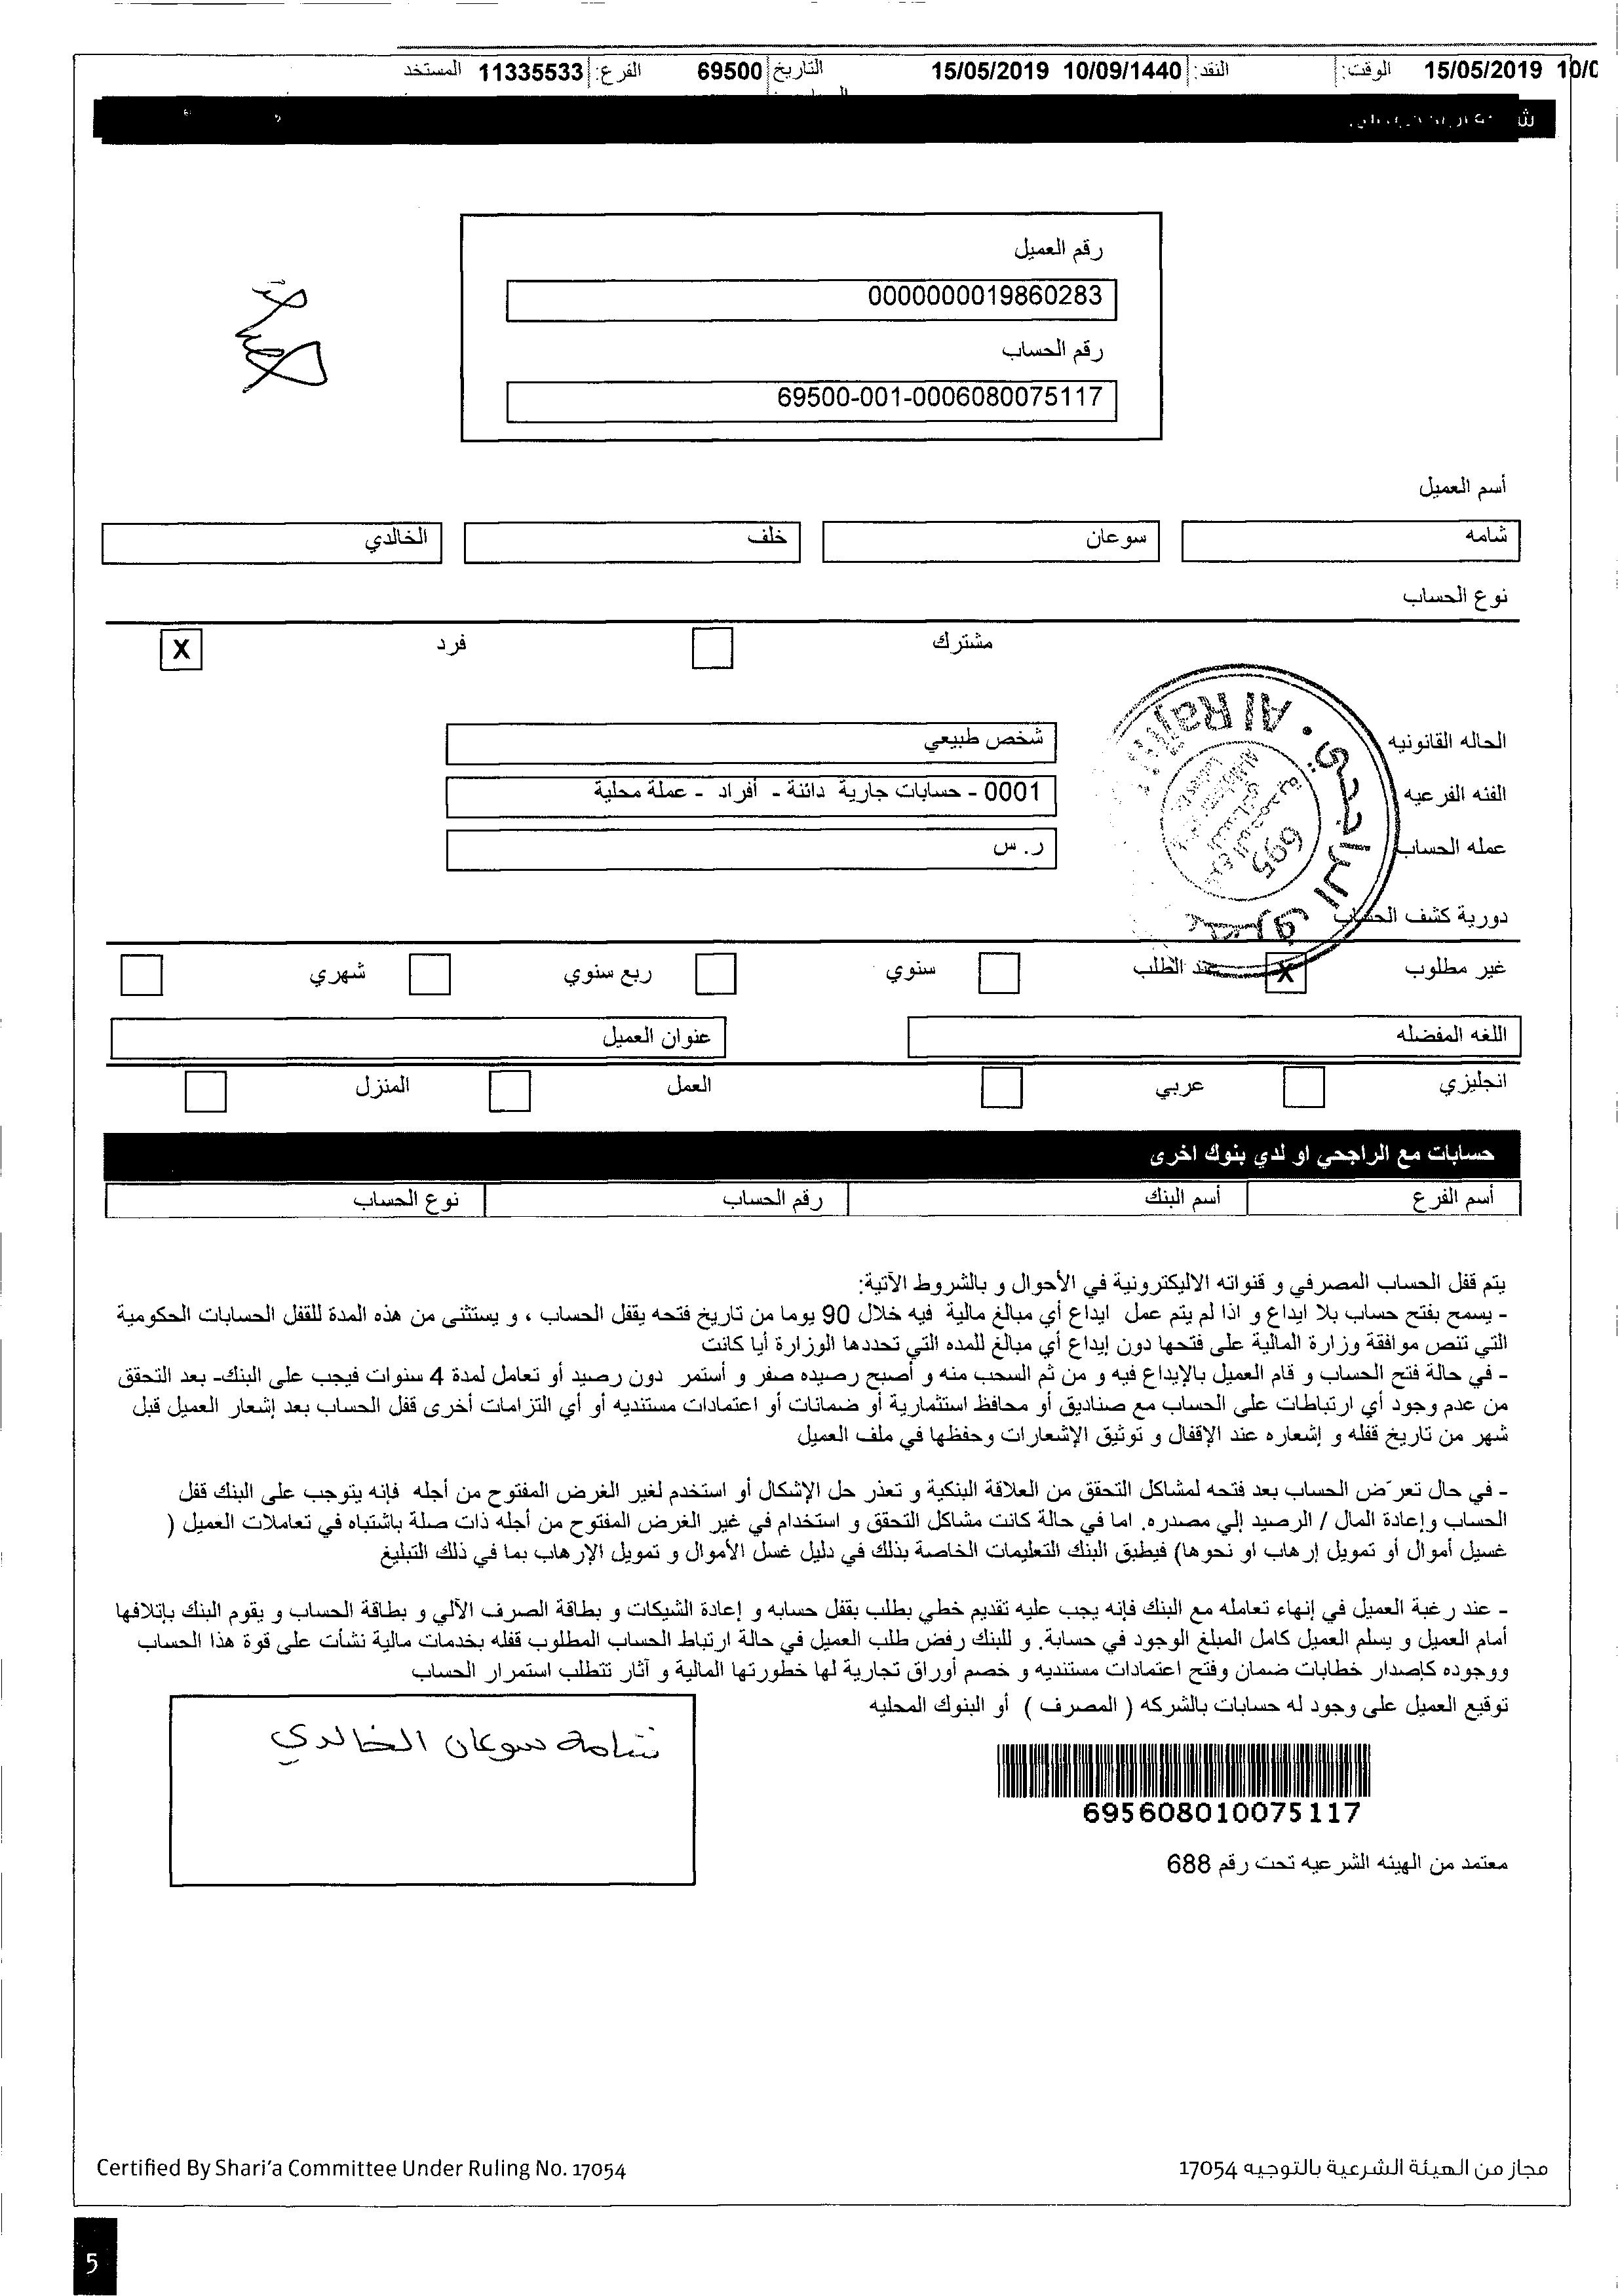 المستخد 11335533 الفرع: 69500 التاريخ 15/05/2019 10/09/1440 النقد: الوقت: 15/05/2019 10/0
رقم العميل
0000000019860283
رقم الحساب
69500-001-0006080075117
أسم العميل
شامه سوعان خلف الخالدي
نوع الحساب
مشترك فرد X
الحاله القانونيه شخص طبيعي
الفئه الفرعيه 0001 - حسابات جارية دائنة - أفراد - عملة محلية
عمله الحساب ر.س
دورية كشف الحساب
غير مطلوب X عند الطلب سنوي ربع سنوي شهري
اللغه المفضله عنوان العميل
انجليزي عربي العمل المنزل
Al Rajhi
مصرف الراجحي
695
حسابات مع الراجحي او لدي بنوك اخرى
أسم الفرع أسم البنك رقم الحساب نوع الحساب
يتم قفل الحساب المصرفي و قنواته الاليكترونية في الأحوال و بالشروط الآتية:
- يسمح بفتح حساب بلا ايداع و اذا لم يتم عمل ايداع أي مبالغ مالية فيه خلال 90 يوما من تاريخ فتحه يقفل الحساب ، و يستثنى من هذه المدة للقفل الحسابات الحكومية
التي تنص موافقة وزارة المالية على فتحها دون إيداع أي مبالغ للمده التي تحددها الوزارة أيا كانت
- في حالة فتح الحساب و قام العميل بالإيداع فيه و من ثم السحب منه و أصبح رصيده صفر و أستمر دون رصيد أو تعامل لمدة 4 سنوات فيجب على البنك- بعد التحقق
من عدم وجود أي ارتباطات على الحساب مع صناديق أو محافظ استثمارية أو ضمانات أو اعتمادات مستنديه أو أي التزامات أخرى قفل الحساب بعد إشعار العميل قبل
شهر من تاريخ قفله و إشعاره عند الإقفال و توثيق الإشعارات وحفظها في ملف العميل
- في حال تعرّض الحساب بعد فتحه لمشاكل التحقق من العلاقة البنكية و تعذر حل الإشكال أو استخدم لغير الغرض المفتوح من أجله فإنه يتوجب على البنك قفل
الحساب وإعادة المال / الرصيد إلي مصدره. اما في حالة كانت مشاكل التحقق و استخدام في غير الغرض المفتوح من أجله ذات صلة باشتباه في تعاملات العميل (
غسيل أموال أو تمويل إرهاب او نحوها) فيطبق البنك التعليمات الخاصة بذلك في دليل غسل الأموال و تمويل الإرهاب بما في ذلك التبليغ
- عند رغبة العميل في إنهاء تعامله مع البنك فإنه يجب عليه تقديم خطي بطلب بقفل حسابه و إعادة الشيكات و بطاقة الصرف الآلي و بطاقة الحساب و يقوم البنك بإتلافها
أمام العميل و يسلم العميل كامل المبلغ الوجود في حسابة. و للبنك رفض طلب العميل في حالة ارتباط الحساب المطلوب قفله بخدمات مالية نشأت على قوة هذا الحساب
ووجوده كإصدار خطابات ضمان وفتح اعتمادات مستنديه و خصم أوراق تجارية لها خطورتها المالية و آثار تتطلب استمرار الحساب
توقيع العميل على وجود له حسابات بالشركه ( المصرف ) أو البنوك المحليه
شامه سوعان الخالدي
695608010075117
معتمد من الهيئه الشرعيه تحت رقم 688
Certified By Shari'a Committee Under Ruling No. 17054
مجاز من الهيئة الشرعية بالتوجيه 17054
5